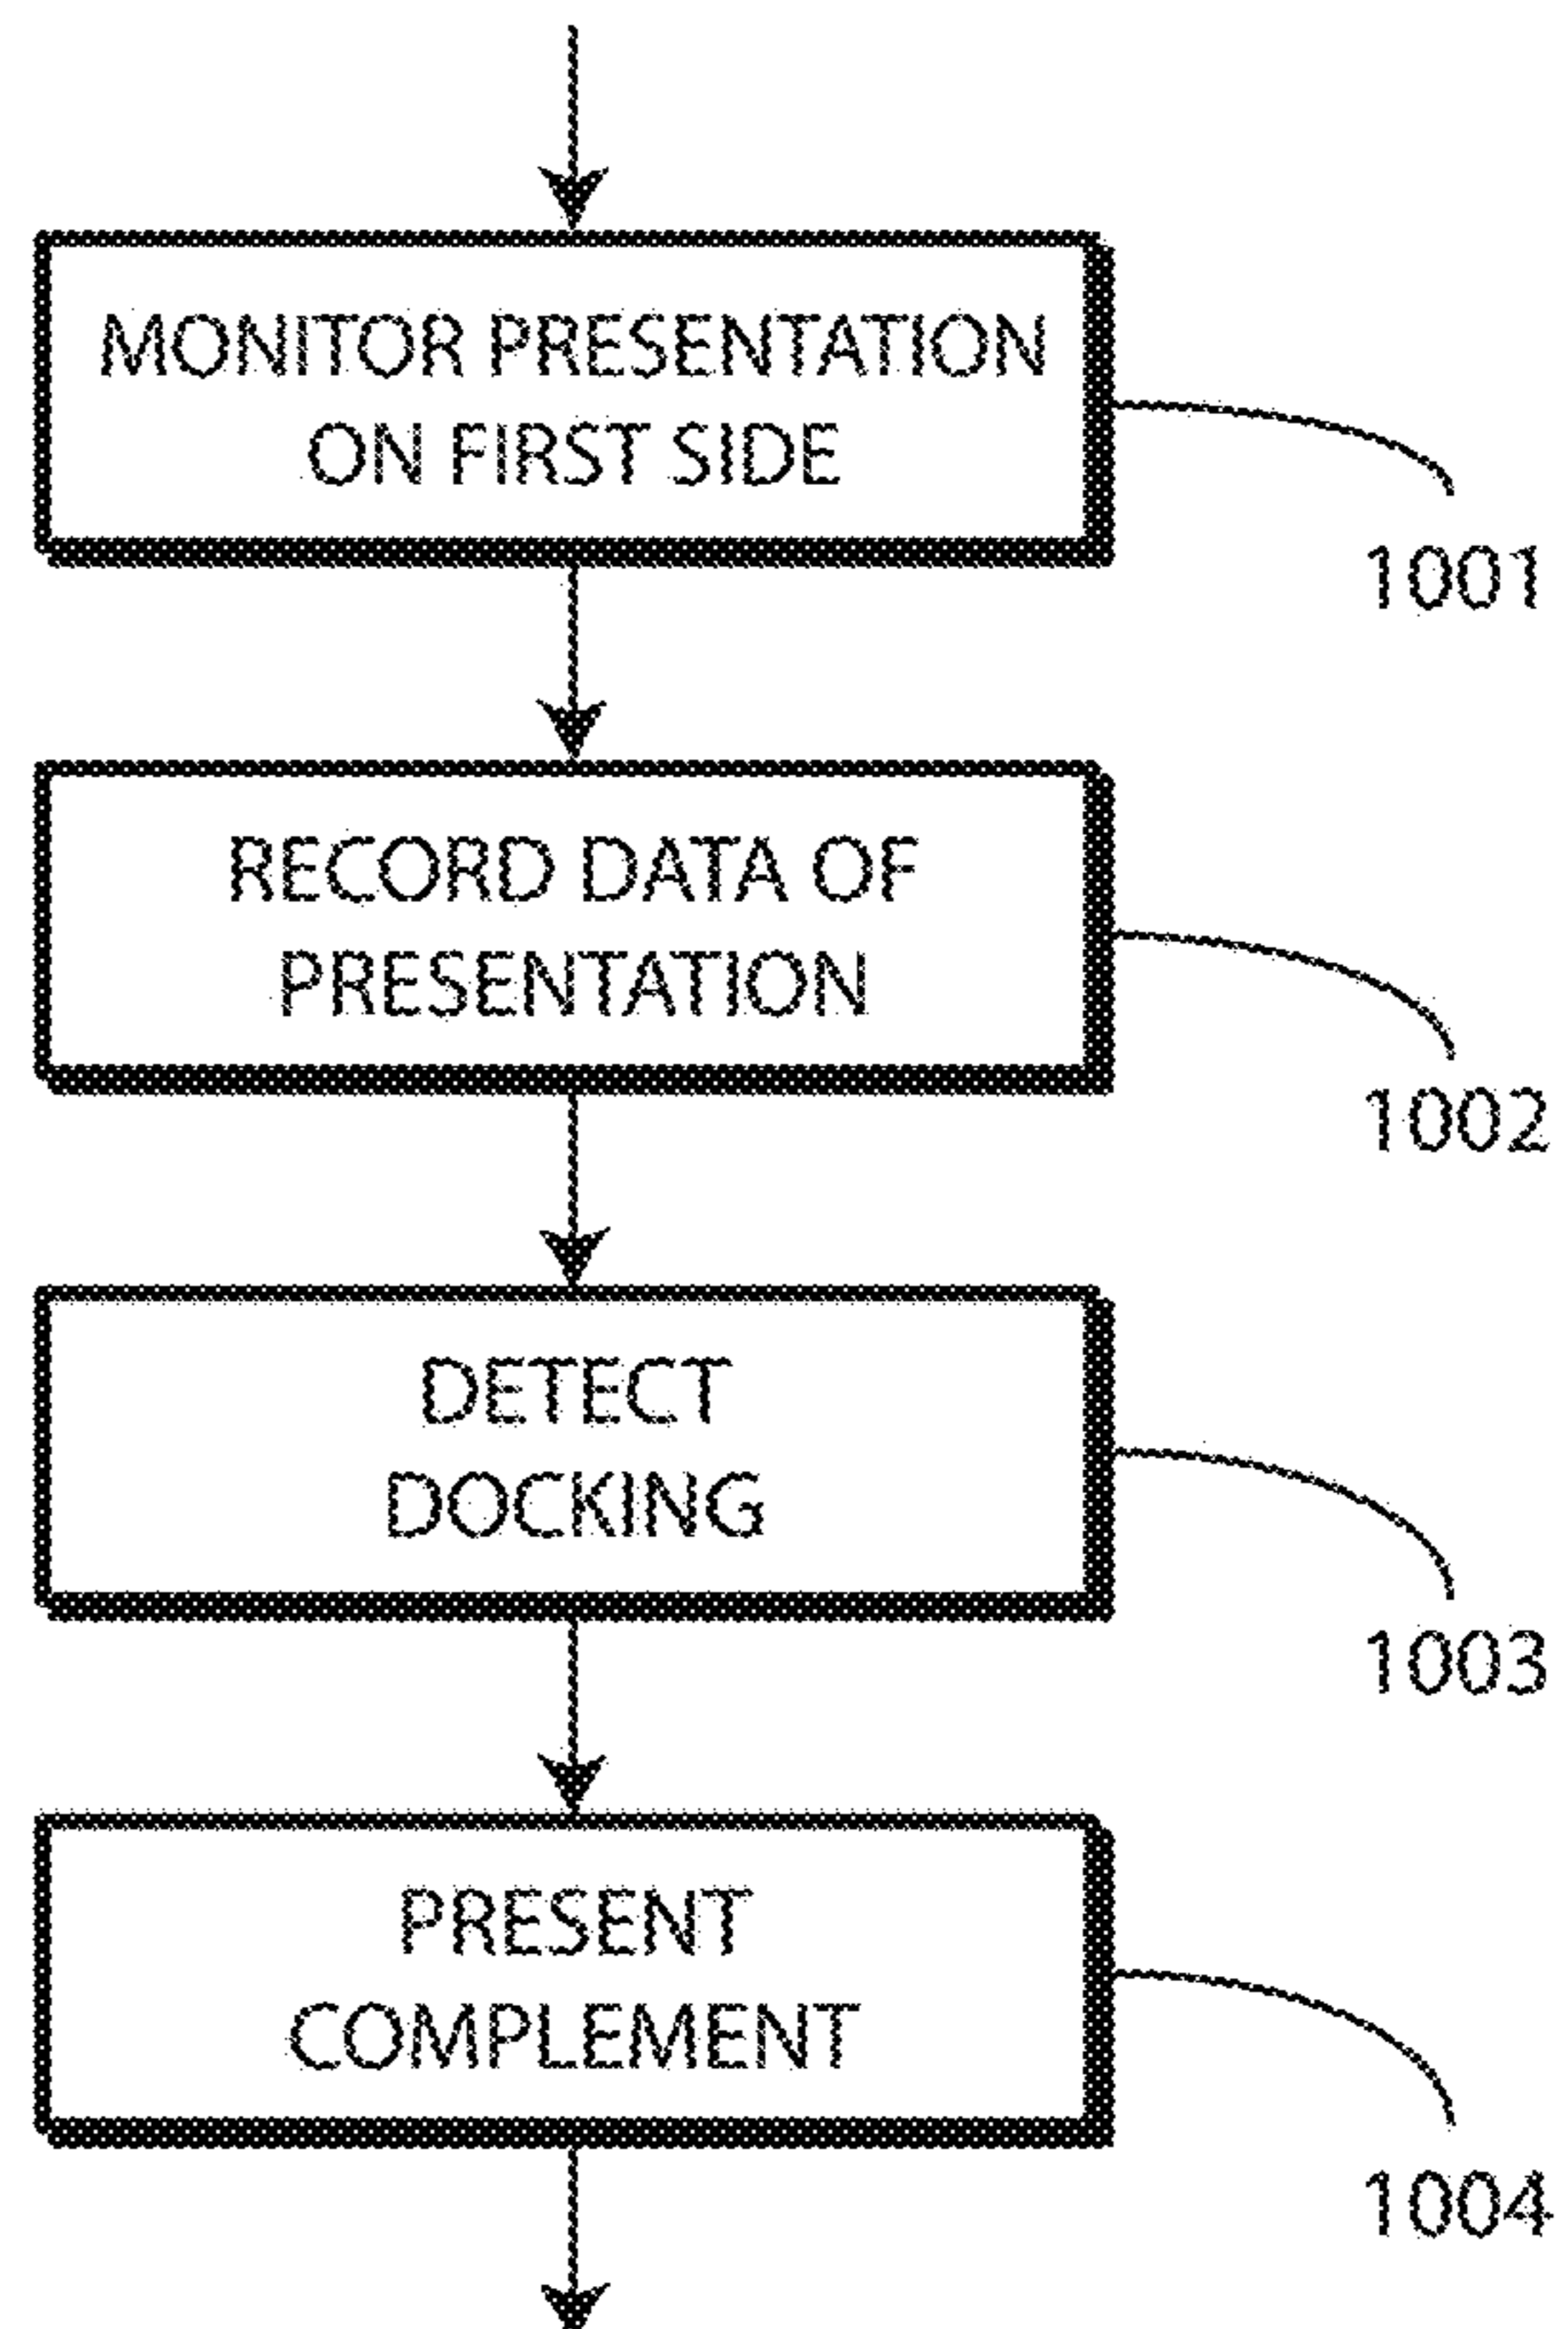 MONITOR PRESENTATION
ON FIRST SIDE
1001
RECORD DATA OF
PRESENTATION
1002
DETECT
DOCKING
1003
PRESENT
COMPLEMENT
1004